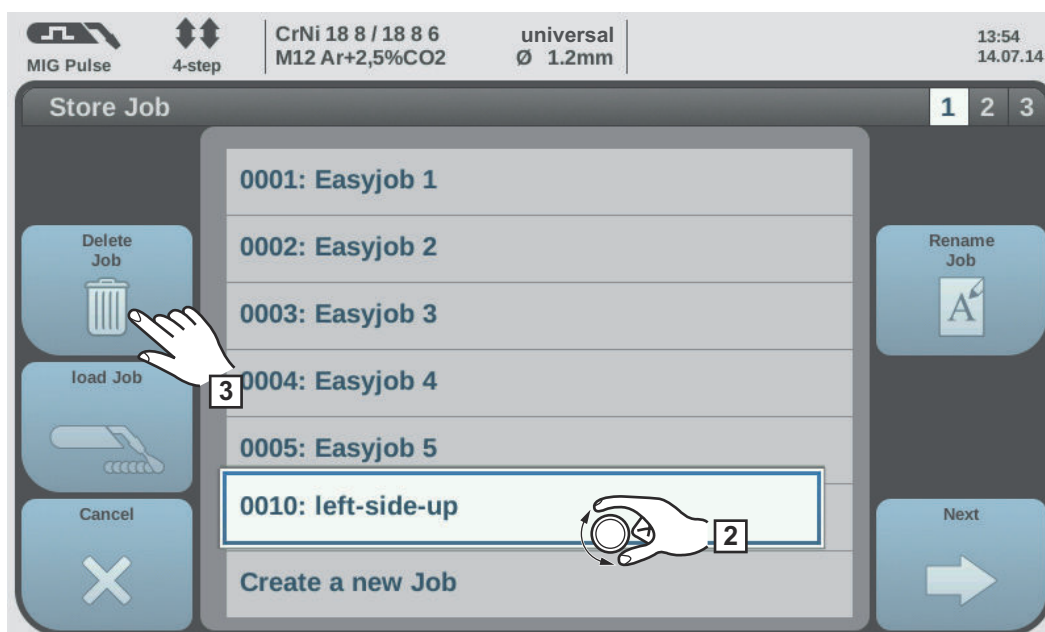 MIG Pulse
4-step
CrNi 18 8 / 18 8 6
M12 Ar+2,5%CO2
universal
Ø 1.2mm
13:54
14.07.14
Store Job
1 2 3
Delete
Job
load Job
Cancel
0001: Easyjob 1
0002: Easyjob 2
0003: Easyjob 3
0004: Easyjob 4
0005: Easyjob 5
0010: left-side-up
Create a new Job
3
2
Rename
Job
A
Next